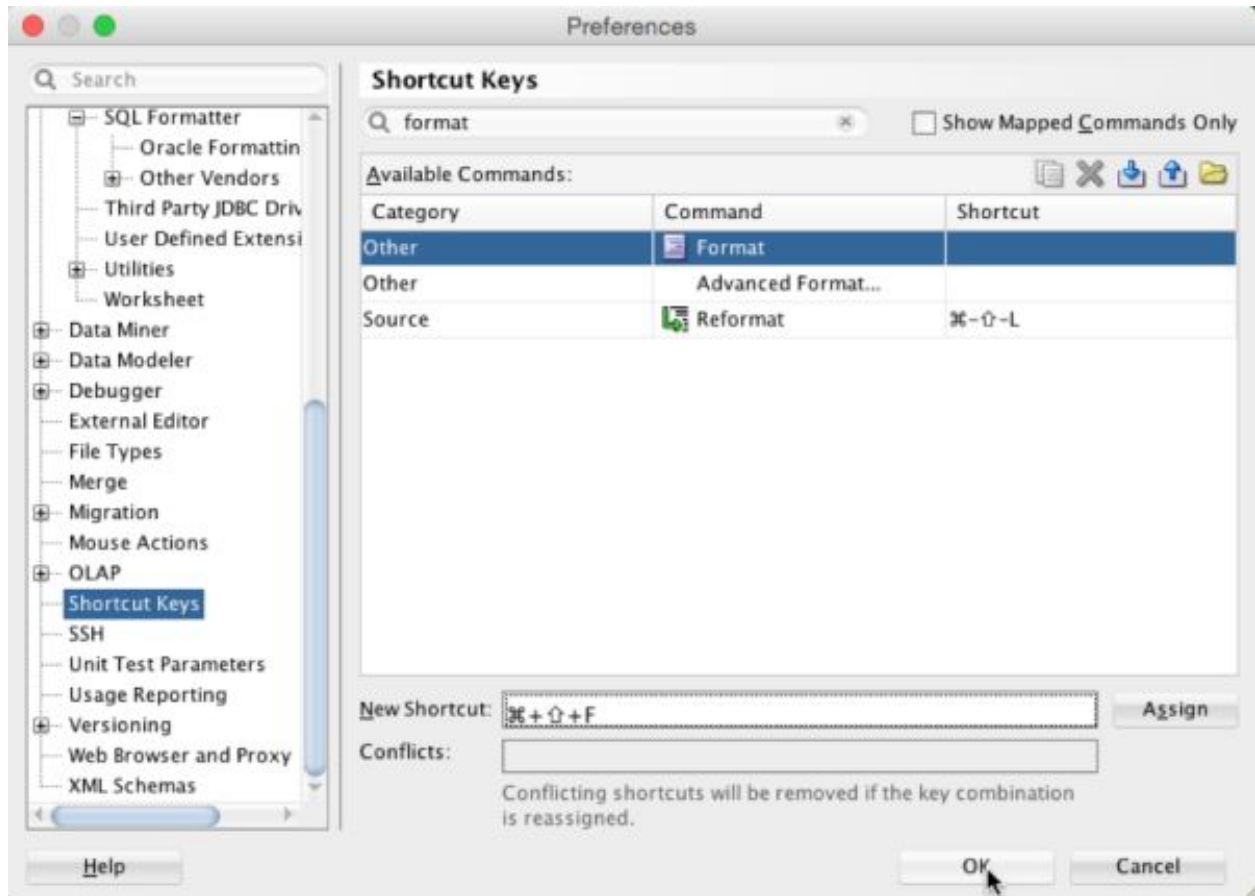 Preferences
Search
SQL Formatter
Oracle Formattin
Other Vendors
Third Party JDBC Driv
User Defined Extensi
Utilities
Worksheet
Data Miner
Data Modeler
Debugger
External Editor
File Types
Merge
Migration
Mouse Actions
OLAP
Shortcut Keys
SSH
Unit Test Parameters
Usage Reporting
Versioning
Web Browser and Proxy
XML Schemas
Help
Shortcut Keys
format
Show Mapped Commands Only
Available Commands:
Category Command Shortcut
Other Format
Other Advanced Format...
Source Reformat ⌘-⇧-L
New Shortcut: ⌘+⇧+F Assign
Conflicts:
Conflicting shortcuts will be removed if the key combination
is reassigned.
OK Cancel